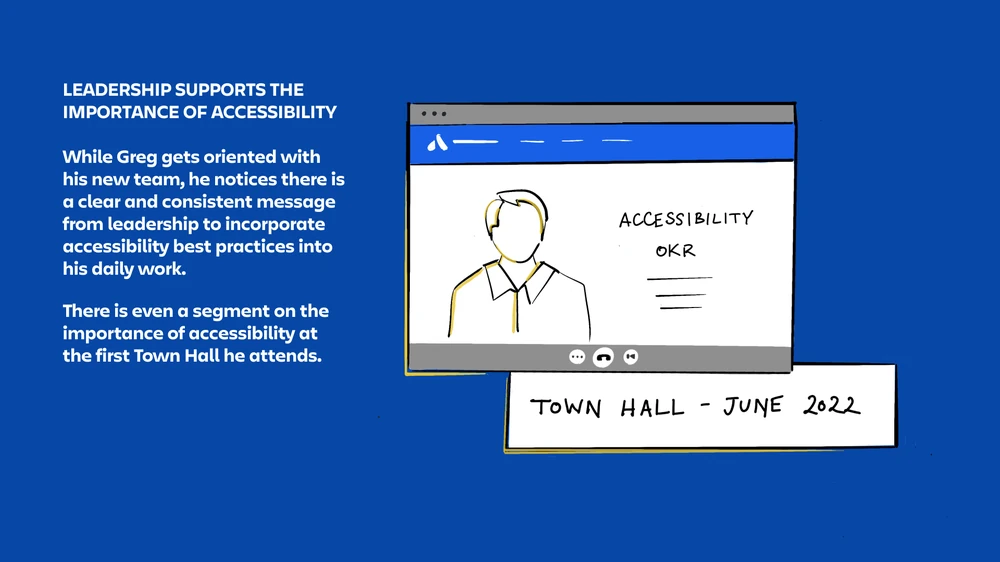 LEADERSHIP SUPPORTS THE
IMPORTANCE OF ACCESSIBILITY
While Greg gets oriented with
his new team, he notices there is
a clear and consistent message
from leadership to incorporate
accessibility best practices into
his daily work.
There is even a segment on the
importance of accessibility at
the first Town Hall he attends.
ACCESSIBILITY
OKR
TOWN HALL - JUNE 2022